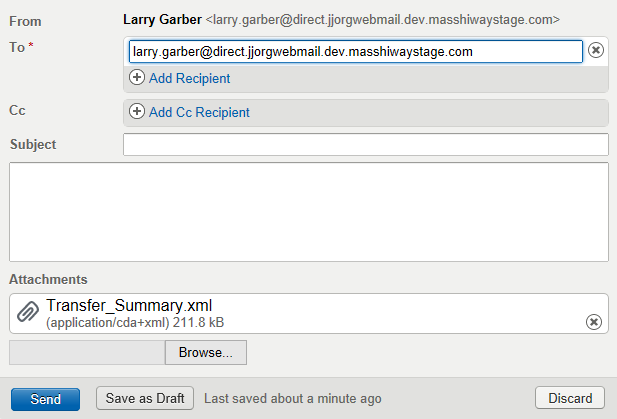 From Larry Garber <larry.garber@direct.jjorgwebmail.dev.masshiwaystage.com>
To * larry.garber@direct.jjorgwebmail.dev.masshiwaystage.com
Add Recipient
Cc Add Cc Recipient
Subject
Attachments
Transfer_Summary.xml
(application/cda+xml) 211.8 kB
Browse...
Send Save as Draft Last saved about a minute ago Discard